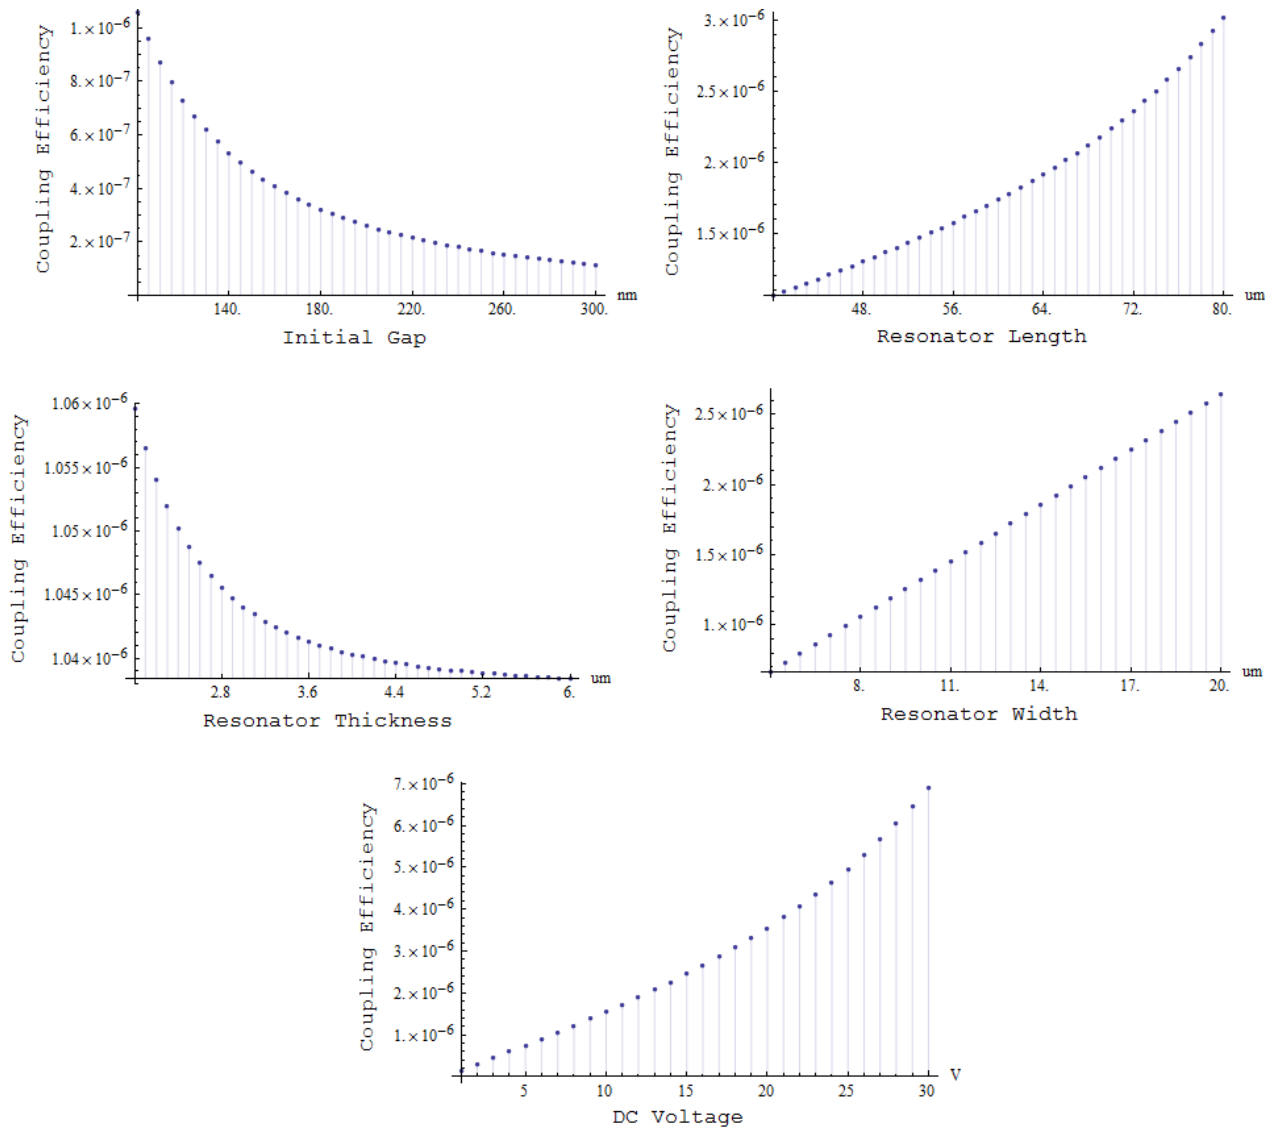 Coupling Efficiency
1.×10⁻⁶
8.×10⁻⁷
6.×10⁻⁷
4.×10⁻⁷
2.×10⁻⁷
140. 180. 220. 260. 300. nm
Initial Gap
Coupling Efficiency
3.×10⁻⁶
2.5×10⁻⁶
2.×10⁻⁶
1.5×10⁻⁶
48. 56. 64. 72. 80. um
Resonator Length
Coupling Efficiency
1.06×10⁻⁶
1.055×10⁻⁶
1.05×10⁻⁶
1.045×10⁻⁶
1.04×10⁻⁶
2.8 3.6 4.4 5.2 6. um
Resonator Thickness
Coupling Efficiency
2.5×10⁻⁶
2.×10⁻⁶
1.5×10⁻⁶
1.×10⁻⁶
8. 11. 14. 17. 20. um
Resonator Width
Coupling Efficiency
7.×10⁻⁶
6.×10⁻⁶
5.×10⁻⁶
4.×10⁻⁶
3.×10⁻⁶
2.×10⁻⁶
1.×10⁻⁶
5 10 15 20 25 30 V
DC Voltage